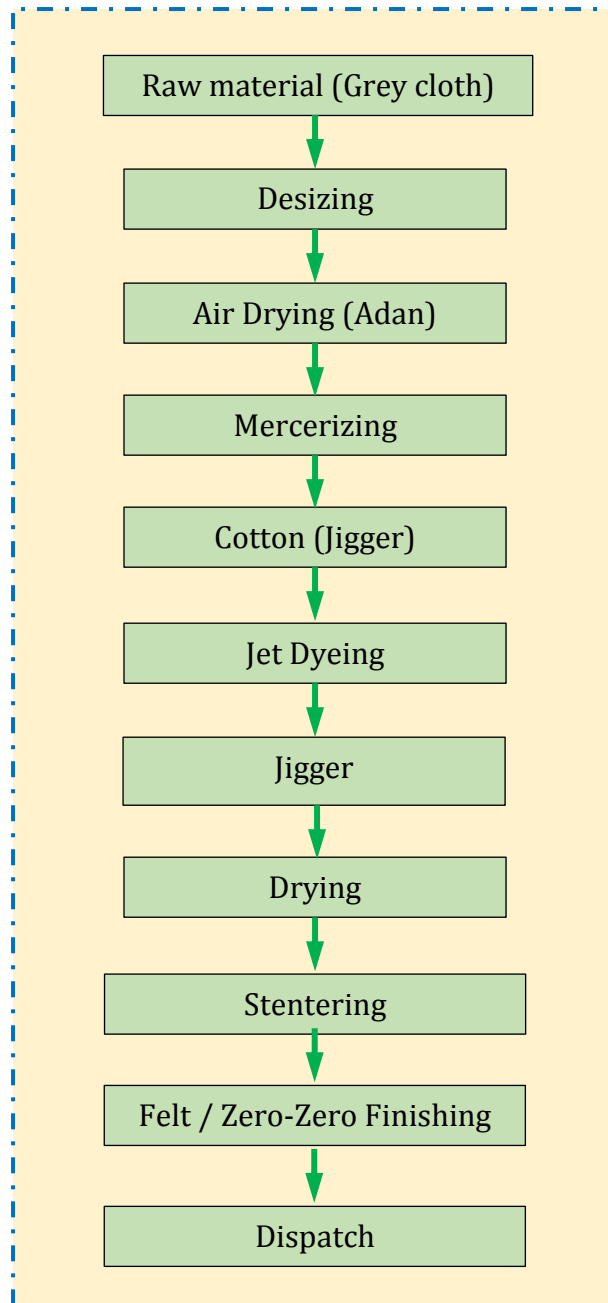 Raw material (Grey cloth)
Desizing
Air Drying (Adan)
Mercerizing
Cotton (Jigger)
Jet Dyeing
Jigger
Drying
Stentering
Felt / Zero-Zero Finishing
Dispatch